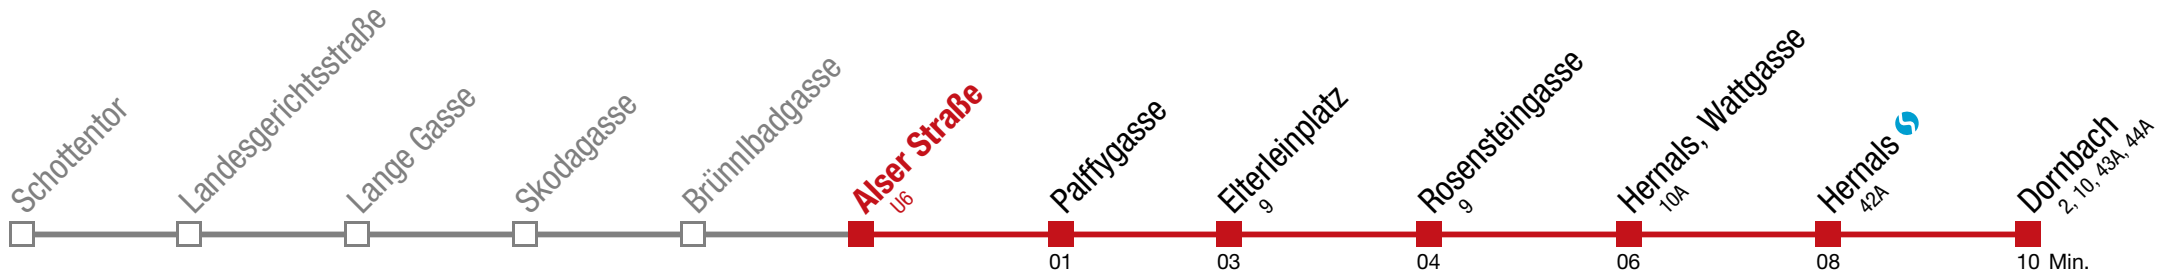 Schottentor
Landesgerichtsstraße
Lange Gasse
Skodagasse
Brünnlbadgasse
Alser Straße
U6
Palffygasse
Elterleinplatz
9
Rosensteingasse
9
Hernals, Wattgasse
10A
Hernals
42A
Dornbach
2, 10, 43A, 44A
01 03 04 06 08 10 Min.